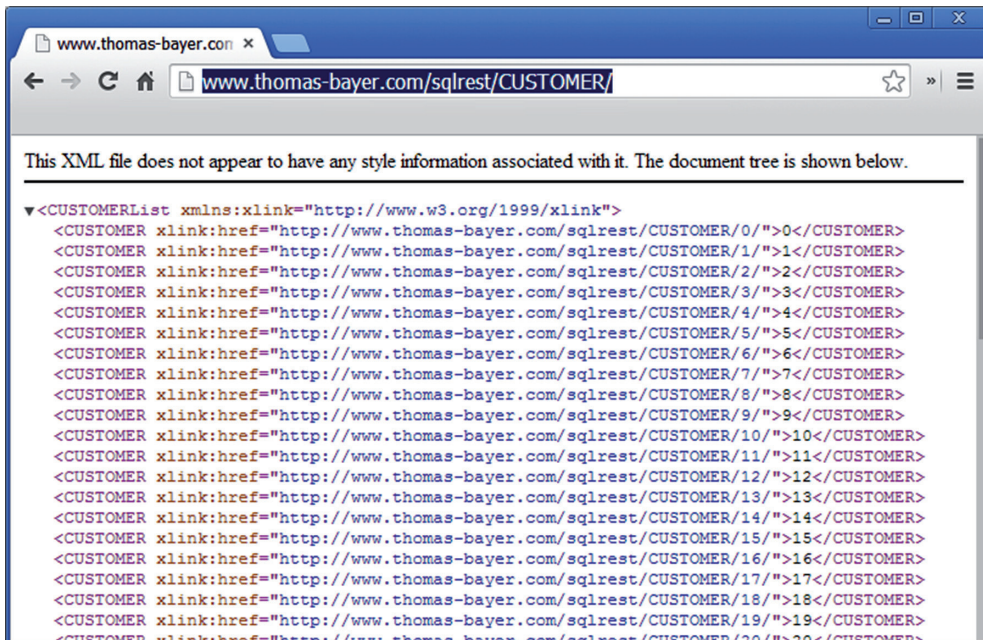 www.thomas-bayer.con
www.thomas-bayer.com/sqlrest/CUSTOMER/
This XML file does not appear to have any style information associated with it. The document tree is shown below.
▼<CUSTOMERList xmlns:xlink="http://www.w3.org/1999/xlink">
<CUSTOMER xlink:href="http://www.thomas-bayer.com/sqlrest/CUSTOMER/0/">0</CUSTOMER>
<CUSTOMER xlink:href="http://www.thomas-bayer.com/sqlrest/CUSTOMER/1/">1</CUSTOMER>
<CUSTOMER xlink:href="http://www.thomas-bayer.com/sqlrest/CUSTOMER/2/">2</CUSTOMER>
<CUSTOMER xlink:href="http://www.thomas-bayer.com/sqlrest/CUSTOMER/3/">3</CUSTOMER>
<CUSTOMER xlink:href="http://www.thomas-bayer.com/sqlrest/CUSTOMER/4/">4</CUSTOMER>
<CUSTOMER xlink:href="http://www.thomas-bayer.com/sqlrest/CUSTOMER/5/">5</CUSTOMER>
<CUSTOMER xlink:href="http://www.thomas-bayer.com/sqlrest/CUSTOMER/6/">6</CUSTOMER>
<CUSTOMER xlink:href="http://www.thomas-bayer.com/sqlrest/CUSTOMER/7/">7</CUSTOMER>
<CUSTOMER xlink:href="http://www.thomas-bayer.com/sqlrest/CUSTOMER/8/">8</CUSTOMER>
<CUSTOMER xlink:href="http://www.thomas-bayer.com/sqlrest/CUSTOMER/9/">9</CUSTOMER>
<CUSTOMER xlink:href="http://www.thomas-bayer.com/sqlrest/CUSTOMER/10/">10</CUSTOMER>
<CUSTOMER xlink:href="http://www.thomas-bayer.com/sqlrest/CUSTOMER/11/">11</CUSTOMER>
<CUSTOMER xlink:href="http://www.thomas-bayer.com/sqlrest/CUSTOMER/12/">12</CUSTOMER>
<CUSTOMER xlink:href="http://www.thomas-bayer.com/sqlrest/CUSTOMER/13/">13</CUSTOMER>
<CUSTOMER xlink:href="http://www.thomas-bayer.com/sqlrest/CUSTOMER/14/">14</CUSTOMER>
<CUSTOMER xlink:href="http://www.thomas-bayer.com/sqlrest/CUSTOMER/15/">15</CUSTOMER>
<CUSTOMER xlink:href="http://www.thomas-bayer.com/sqlrest/CUSTOMER/16/">16</CUSTOMER>
<CUSTOMER xlink:href="http://www.thomas-bayer.com/sqlrest/CUSTOMER/17/">17</CUSTOMER>
<CUSTOMER xlink:href="http://www.thomas-bayer.com/sqlrest/CUSTOMER/18/">18</CUSTOMER>
<CUSTOMER xlink:href="http://www.thomas-bayer.com/sqlrest/CUSTOMER/19/">19</CUSTOMER>